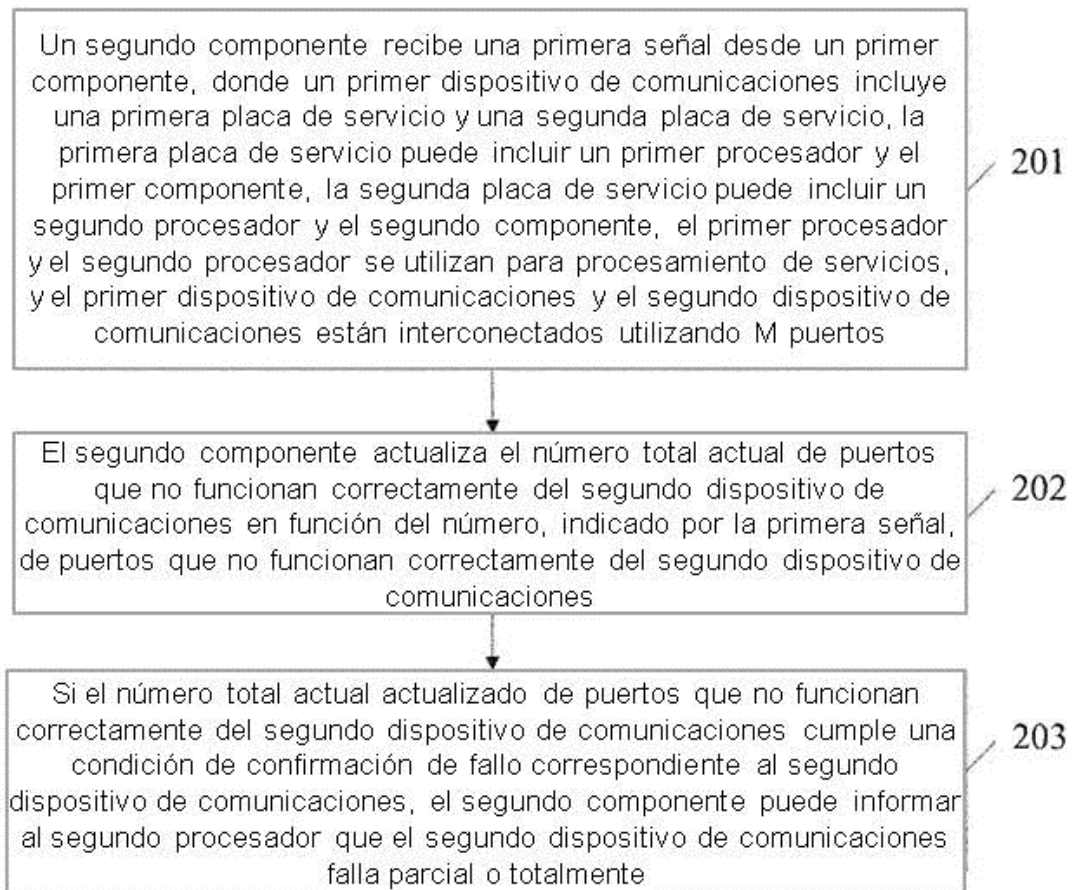 Un segundo componente recibe una primera señal desde un primer
componente, donde un primer dispositivo de comunicaciones incluye
una primera placa de servicio y una segunda placa de servicio, la
primera placa de servicio puede incluir un primer procesador y el
primer componente, la segunda placa de servicio puede incluir un
segundo procesador y el segundo componente, el primer procesador
y el segundo procesador se utilizan para procesamiento de servicios,
y el primer dispositivo de comunicaciones y el segundo dispositivo de
comunicaciones están interconectados utilizando M puertos
201
El segundo componente actualiza el número total actual de puertos
que no funcionan correctamente del segundo dispositivo de
comunicaciones en función del número, indicado por la primera señal,
de puertos que no funcionan correctamente del segundo dispositivo de
comunicaciones
202
Si el número total actual actualizado de puertos que no funcionan
correctamente del segundo dispositivo de comunicaciones cumple una
condición de confirmación de fallo correspondiente al segundo
dispositivo de comunicaciones, el segundo componente puede informar
al segundo procesador que el segundo dispositivo de comunicaciones
falla parcial o totalmente
203